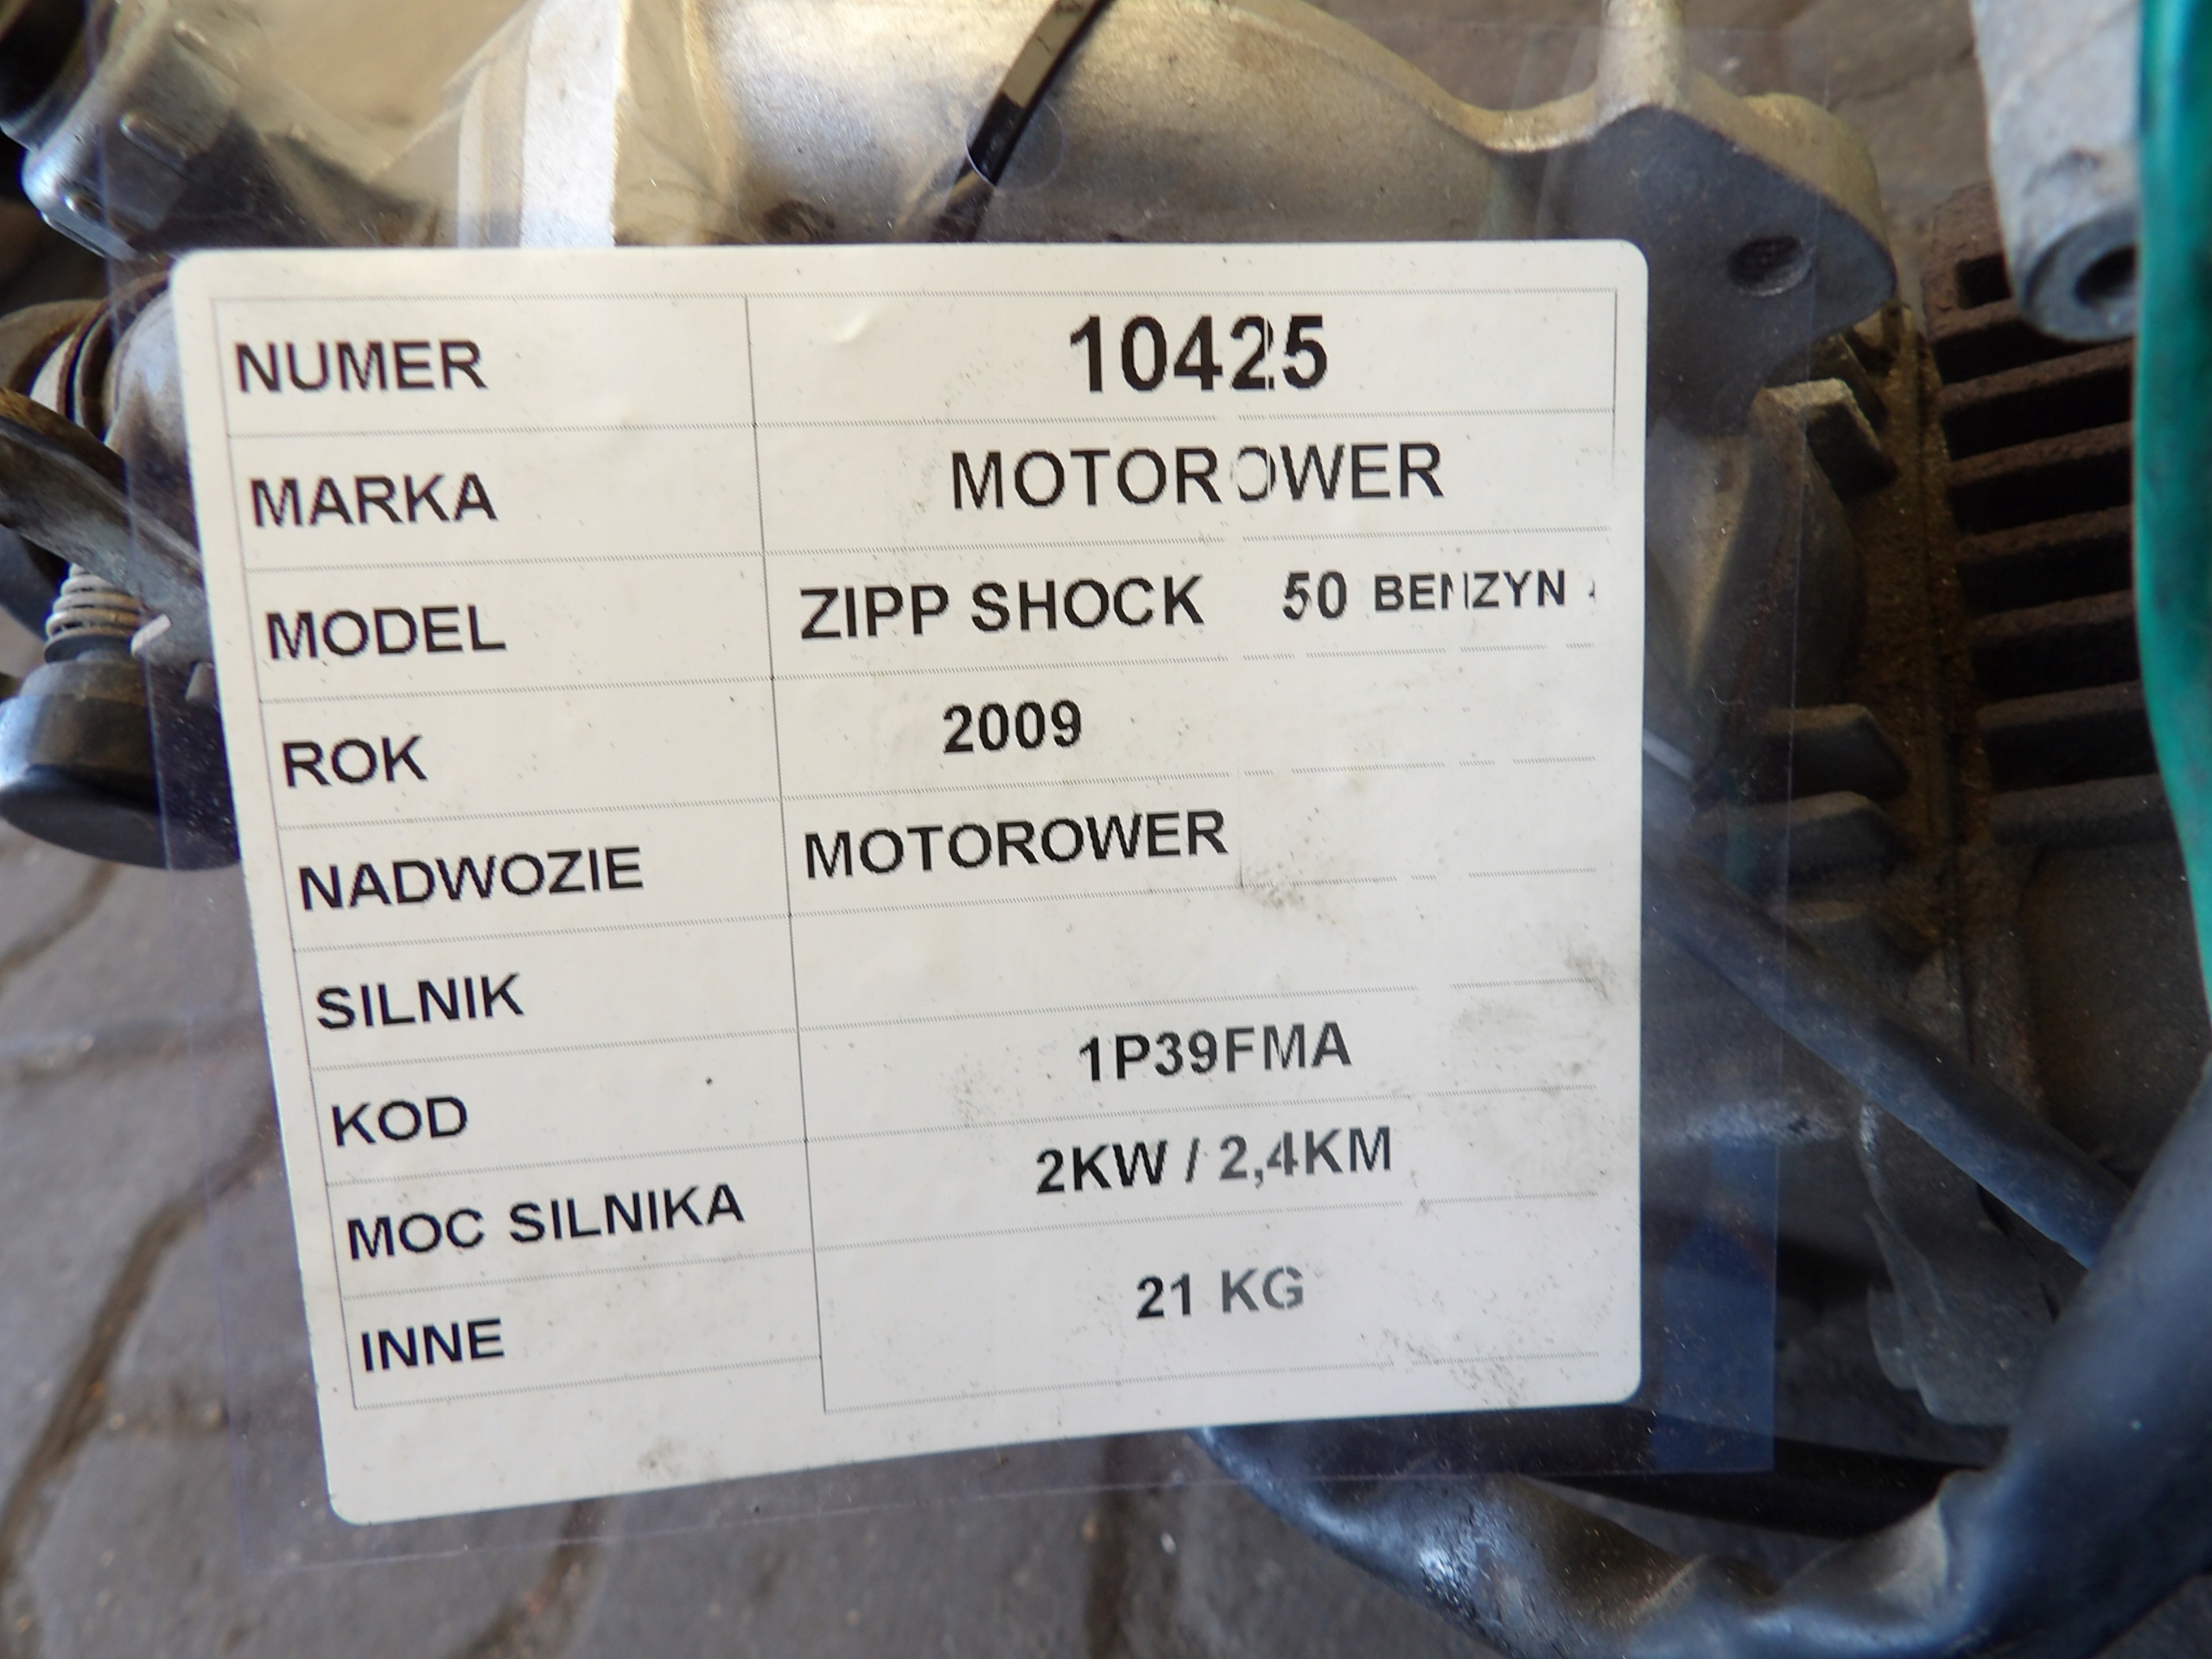 NUMER 10425
MARKA MOTOROWER
MODEL ZIPP SHOCK 50 BENZYN
ROK 2009
NADWOZIE MOTOROWER
SILNIK
KOD 1P39FMA
MOC SILNIKA 2KW / 2,4KM
INNE 21 KG